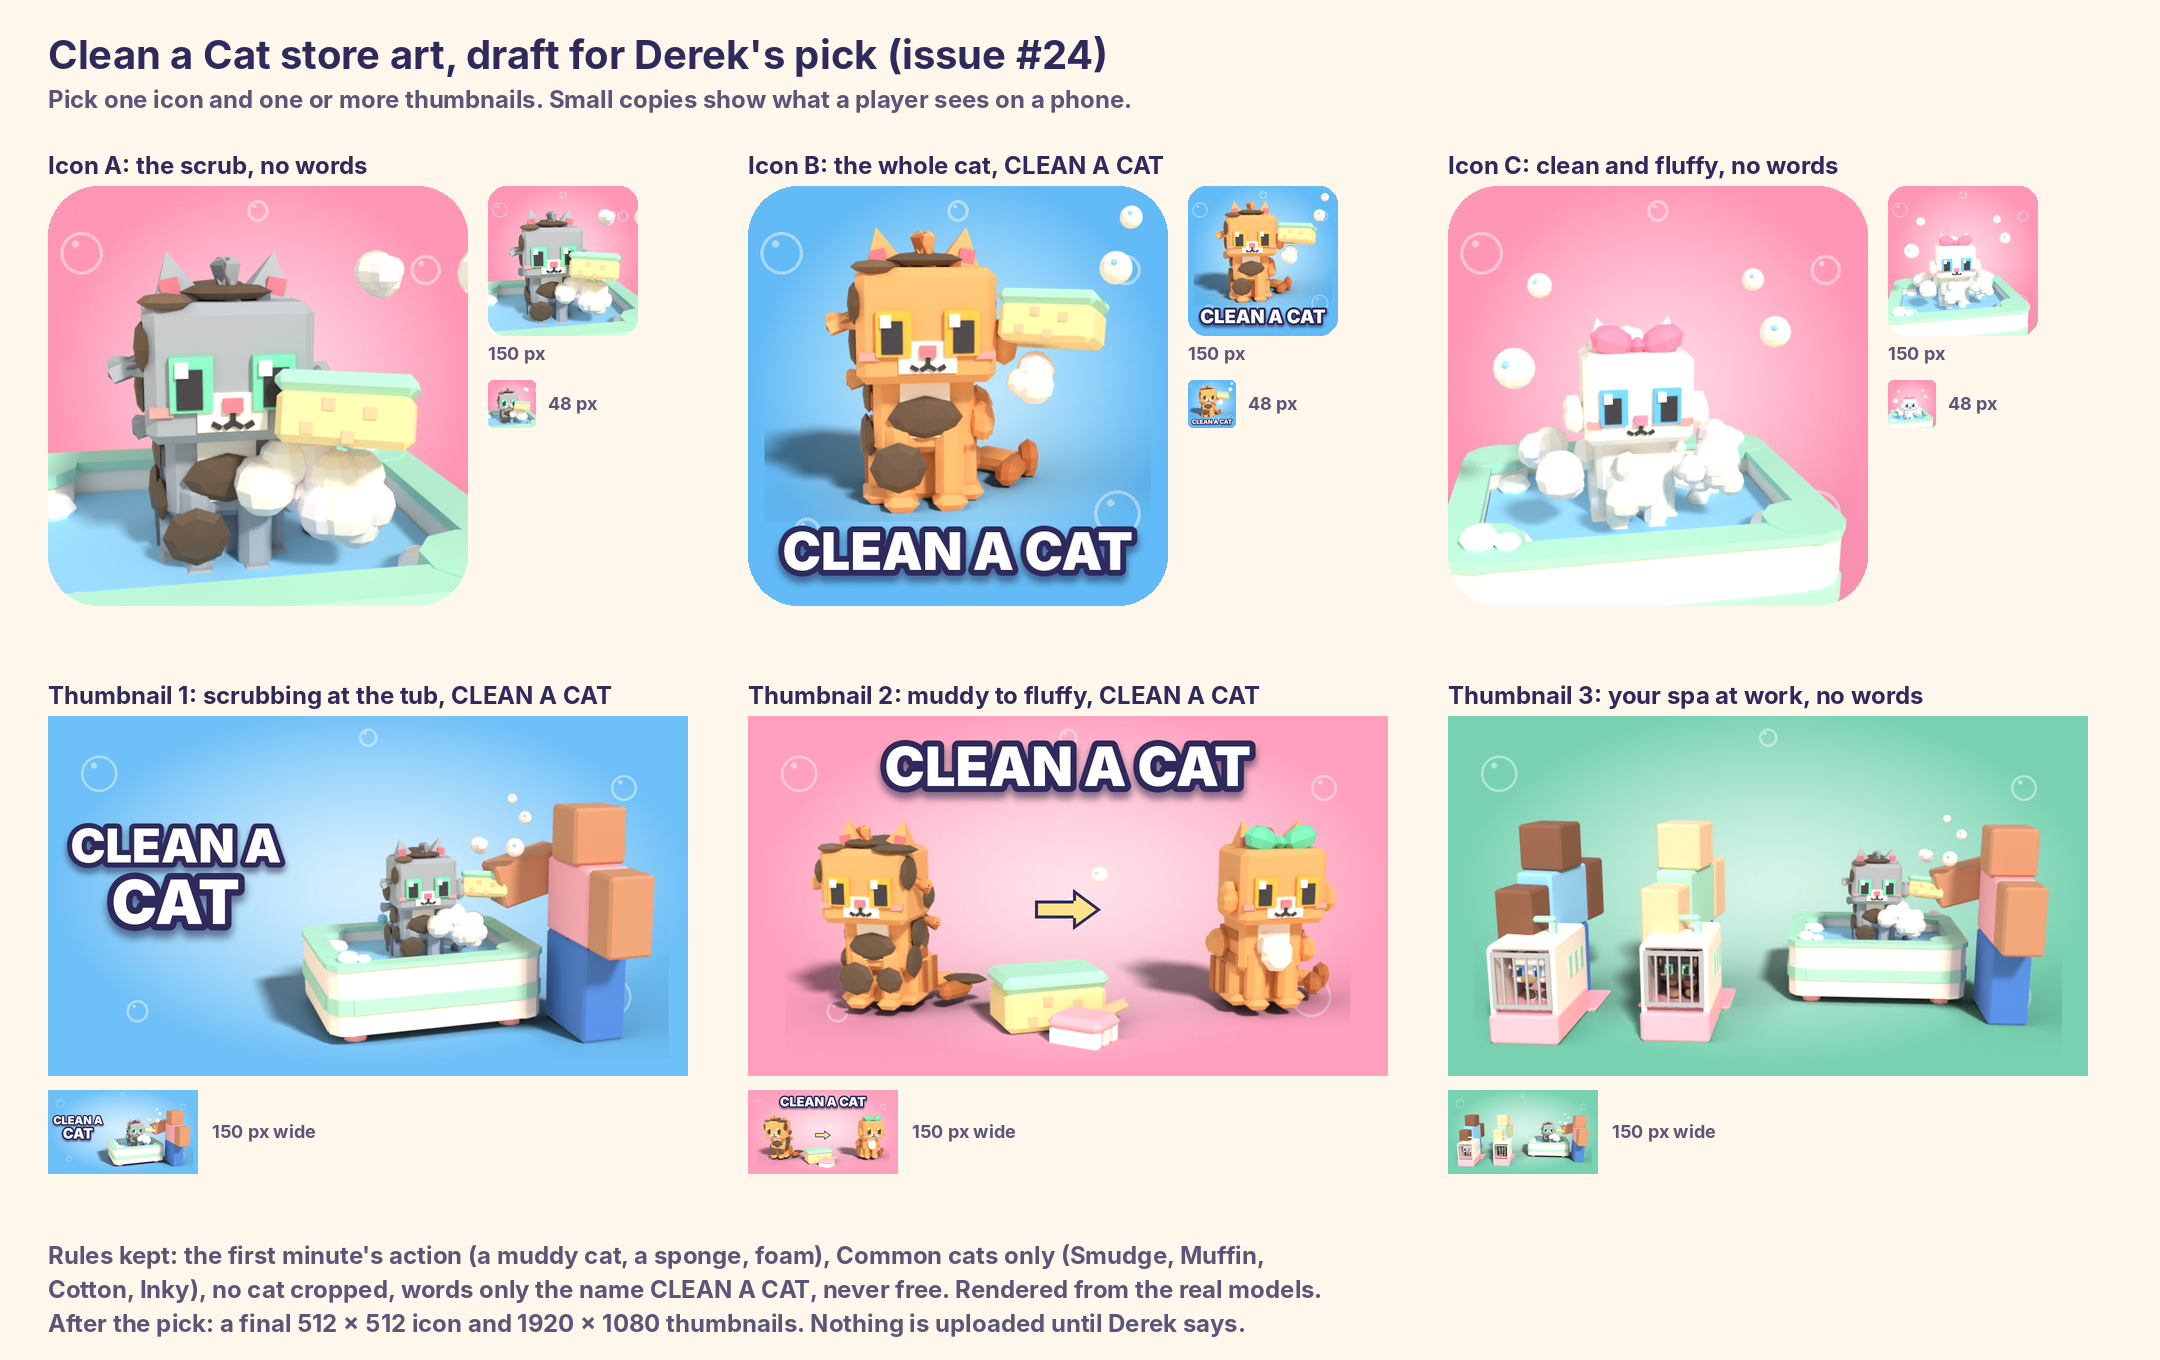 Clean a Cat store art, draft for Derek's pick (issue #24)
Pick one icon and one or more thumbnails. Small copies show what a player sees on a phone.
Icon A: the scrub, no words
150 px
48 px
Icon B: the whole cat, CLEAN A CAT
CLEAN A CAT
CLEAN A CAT
150 px
CLEAN A CAT
48 px
Icon C: clean and fluffy, no words
150 px
48 px
Thumbnail 1: scrubbing at the tub, CLEAN A CAT
CLEAN A
CAT
CLEAN A
CAT
150 px wide
Thumbnail 2: muddy to fluffy, CLEAN A CAT
CLEAN A CAT
CLEAN A CAT
150 px wide
Thumbnail 3: your spa at work, no words
150 px wide
Rules kept: the first minute's action (a muddy cat, a sponge, foam), Common cats only (Smudge, Muffin,
Cotton, Inky), no cat cropped, words only the name CLEAN A CAT, never free. Rendered from the real models.
After the pick: a final 512 × 512 icon and 1920 × 1080 thumbnails. Nothing is uploaded until Derek says.